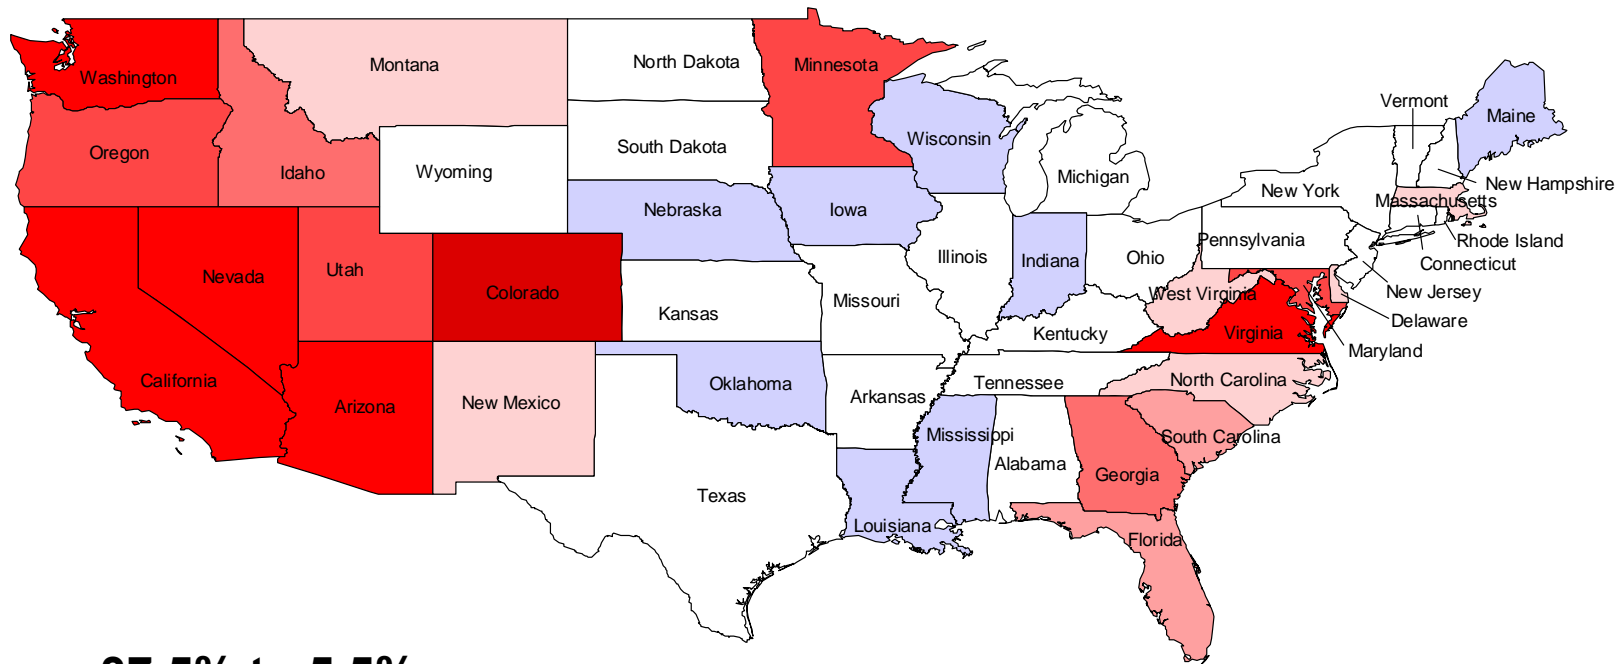 Washington
Montana
North Dakota
Minnesota
Vermont
Maine
Oregon
Idaho
Wyoming
South Dakota
Wisconsin
Michigan
New York
New Hampshire
Massachusetts
Nebraska
Iowa
Pennsylvania
Rhode Island
Connecticut
Nevada
Utah
Colorado
Kansas
Missouri
Illinois
Indiana
Ohio
West Virginia
New Jersey
Delaware
Maryland
Virginia
Kentucky
California
Arizona
New Mexico
Oklahoma
Arkansas
Tennessee
North Carolina
Mississippi
Alabama
Georgia
South Carolina
Texas
Louisiana
Florida